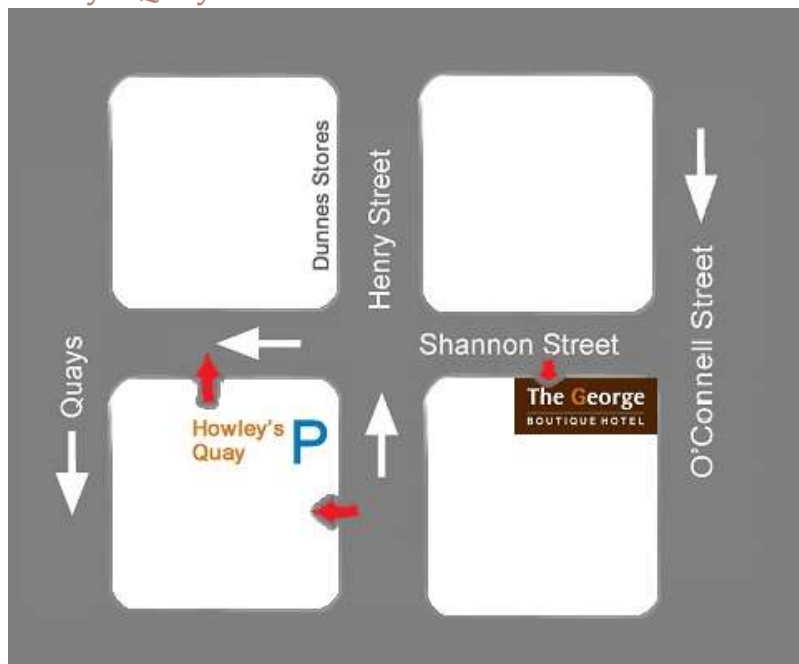 Dunnes Stores
Henry Street
O'Connell Street
Quays
Shannon Street
The George
BOUTIQUE HOTEL
Howley's
Quay
P